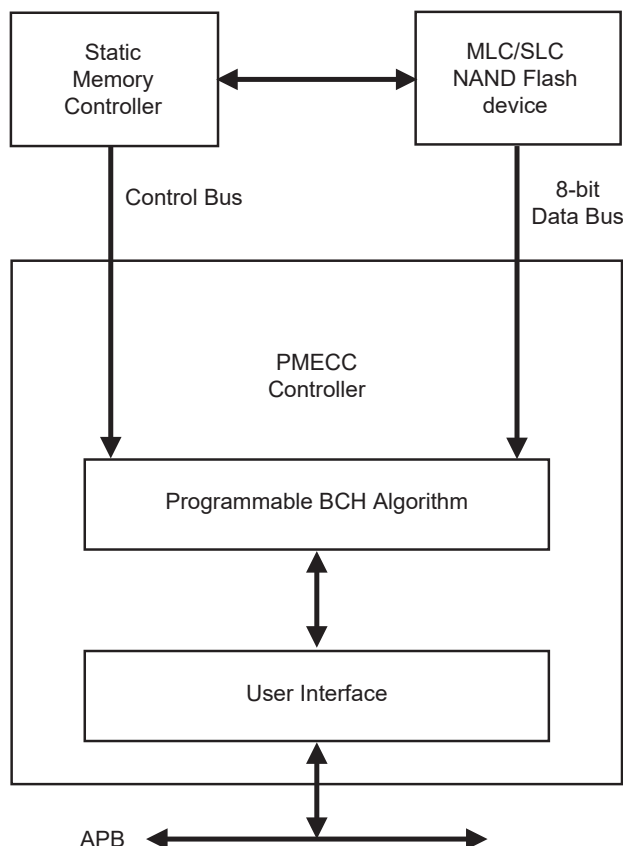 Static
Memory
Controller
MLC/SLC
NAND Flash
device
Control Bus
8-bit
Data Bus
PMECC
Controller
Programmable BCH Algorithm
User Interface
APB